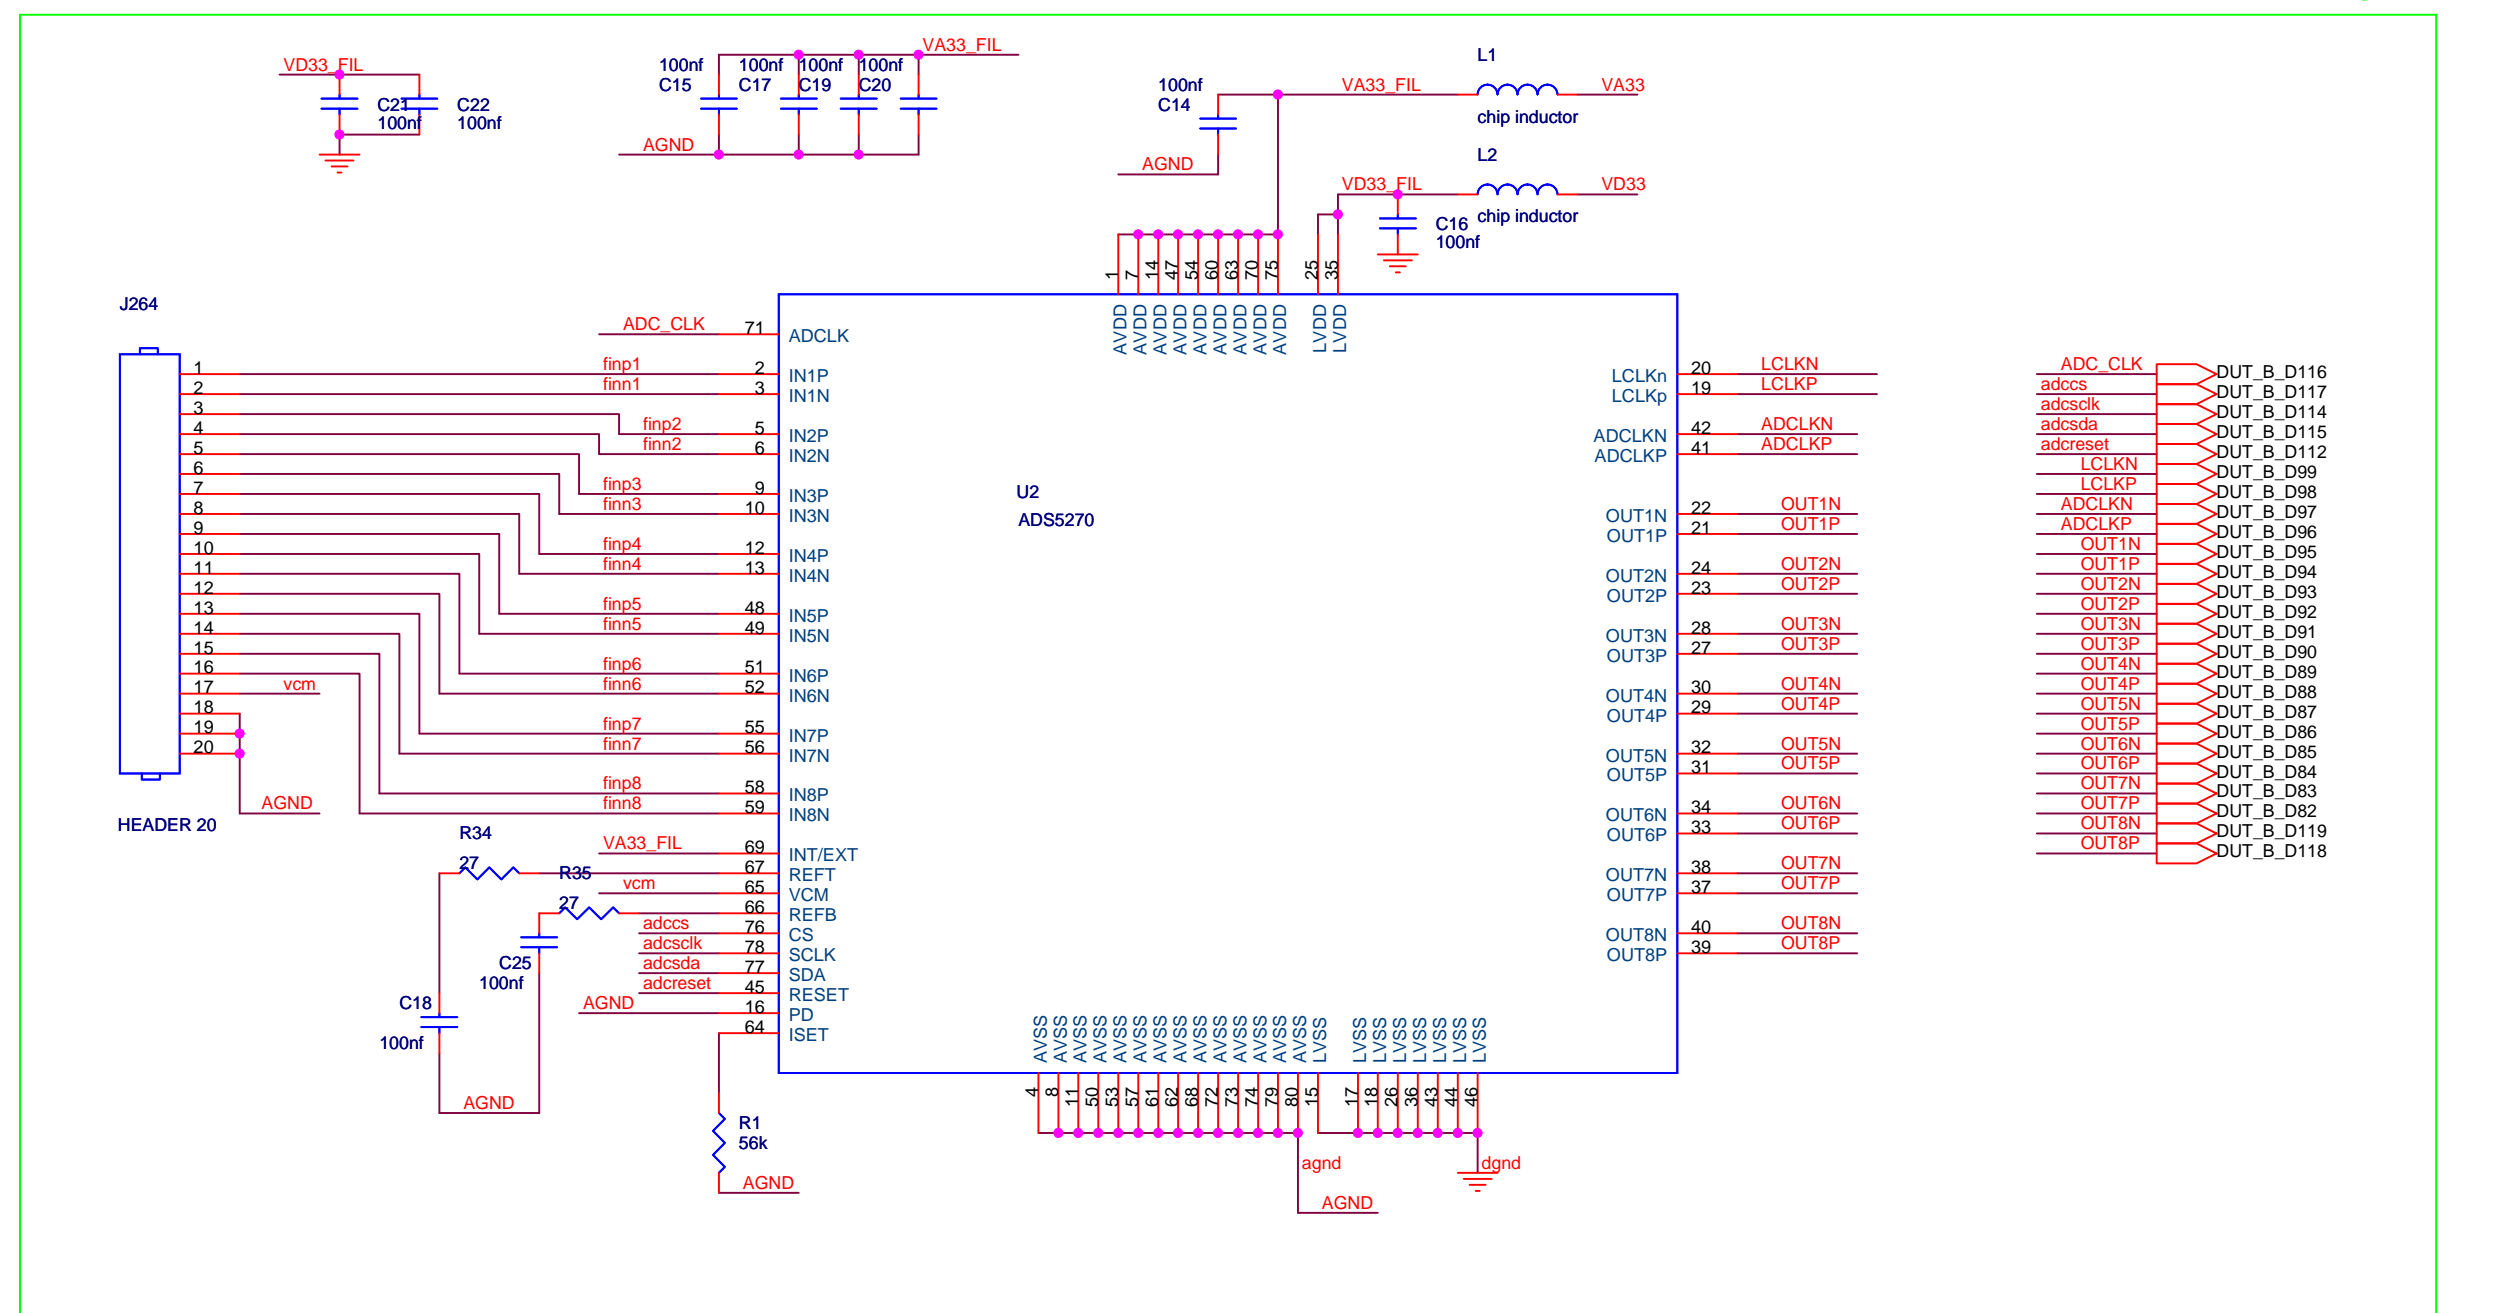 VD33_FIL
C21
100nf
C22
100nf
100nf
C15
100nf
C17
100nf
C19
100nf
C20
VA33_FIL
AGND
100nf
C14
AGND
VA33_FIL
L1
chip inductor
VA33
L2
VD33_FIL
chip inductor
VD33
C16
100nf
J264
1
2
3
4
5
6
7
8
9
10
11
12
13
14
15
16
17
18
19
20
vcm
AGND
HEADER 20
ADC_CLK 71 ADCLK
finp1 2 IN1P
finn1 3 IN1N
finp2 5 IN2P
finn2 6 IN2N
finp3 9 IN3P
finn3 10 IN3N
finp4 12 IN4P
finn4 13 IN4N
finp5 48 IN5P
finn5 49 IN5N
finp6 51 IN6P
finn6 52 IN6N
finp7 55 IN7P
finn7 56 IN7N
finp8 58 IN8P
finn8 59 IN8N
VA33_FIL 69 INT/EXT
67 REFT
vcm 65 VCM
66 REFB
adccs 76 CS
adcsclk 78 SCLK
adcsda 77 SDA
adcreset 45 RESET
AGND 16 PD
64 ISET
R34
27
R35
27
C25
100nf
C18
100nf
AGND
R1
56k
AGND
1 7 14 47 54 60 63 70 75 25 35
AVDD AVDD AVDD AVDD AVDD AVDD AVDD AVDD AVDD LVDD LVDD
U2
ADS5270
AVSS AVSS AVSS AVSS AVSS AVSS AVSS AVSS AVSS AVSS AVSS AVSS AVSS AVSS LVSS LVSS LVSS LVSS LVSS LVSS LVSS LVSS
4 8 11 50 53 57 61 62 68 72 73 74 79 80 15 17 18 26 36 43 44 46
agnd
dgnd
AGND
LCLKn 20 LCLKN
LCLKp 19 LCLKP
ADCLKN 42 ADCLKN
ADCLKP 41 ADCLKP
OUT1N 22 OUT1N
OUT1P 21 OUT1P
OUT2N 24 OUT2N
OUT2P 23 OUT2P
OUT3N 28 OUT3N
OUT3P 27 OUT3P
OUT4N 30 OUT4N
OUT4P 29 OUT4P
OUT5N 32 OUT5N
OUT5P 31 OUT5P
OUT6N 34 OUT6N
OUT6P 33 OUT6P
OUT7N 38 OUT7N
OUT7P 37 OUT7P
OUT8N 40 OUT8N
OUT8P 39 OUT8P
ADC_CLK DUT_B_D116
adccs DUT_B_D117
adcsclk DUT_B_D114
adcsda DUT_B_D115
adcreset DUT_B_D112
LCLKN DUT_B_D99
LCLKP DUT_B_D98
ADCLKN DUT_B_D97
ADCLKP DUT_B_D96
OUT1N DUT_B_D95
OUT1P DUT_B_D94
OUT2N DUT_B_D93
OUT2P DUT_B_D92
OUT3N DUT_B_D91
OUT3P DUT_B_D90
OUT4N DUT_B_D89
OUT4P DUT_B_D88
OUT5N DUT_B_D87
OUT5P DUT_B_D86
OUT6N DUT_B_D85
OUT6P DUT_B_D84
OUT7N DUT_B_D83
OUT7P DUT_B_D82
OUT8N DUT_B_D119
OUT8P DUT_B_D118